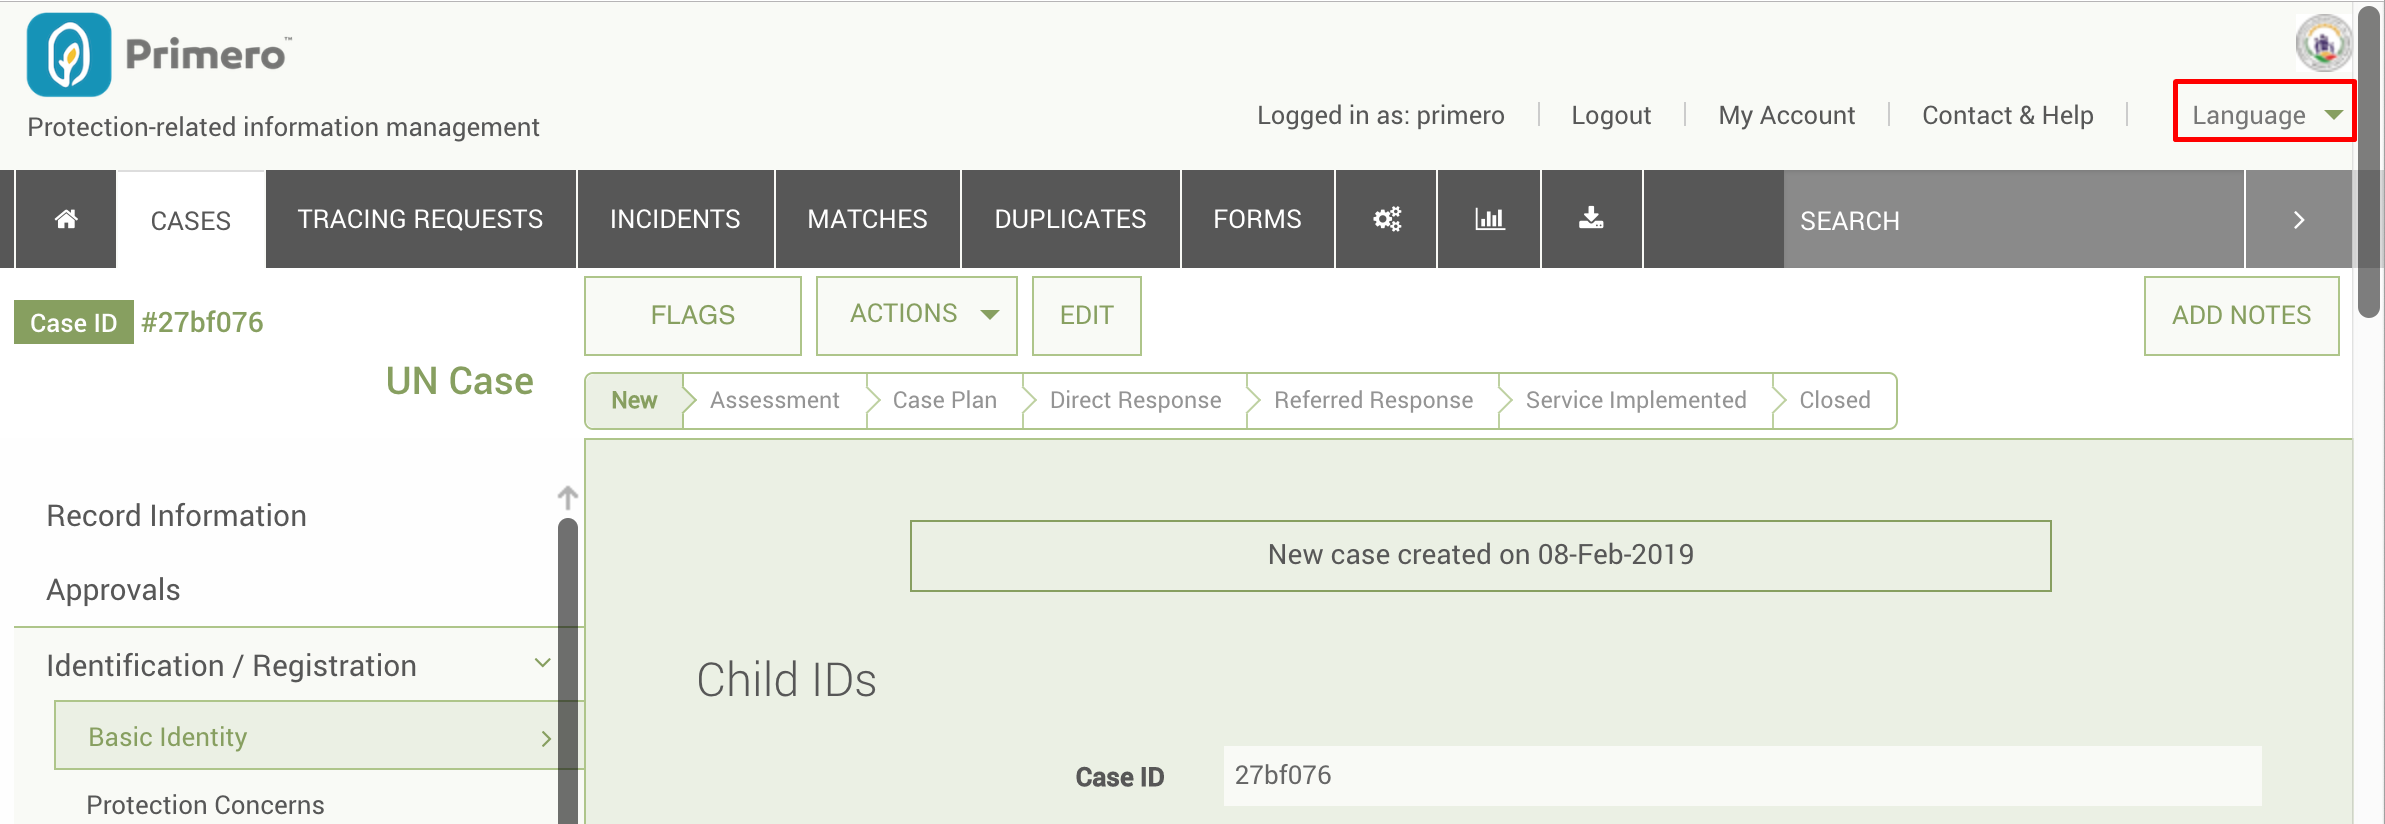 Primero™
Protection-related information management
Logged in as: primero
Logout
My Account
Contact & Help
Language
CASES
TRACING REQUESTS
INCIDENTS
MATCHES
DUPLICATES
FORMS
SEARCH
Case ID #27bf076
UN Case
FLAGS
ACTIONS
EDIT
ADD NOTES
New
Assessment
Case Plan
Direct Response
Referred Response
Service Implemented
Closed
Record Information
Approvals
Identification / Registration
Basic Identity
Protection Concerns
New case created on 08-Feb-2019
Child IDs
Case ID 27bf076